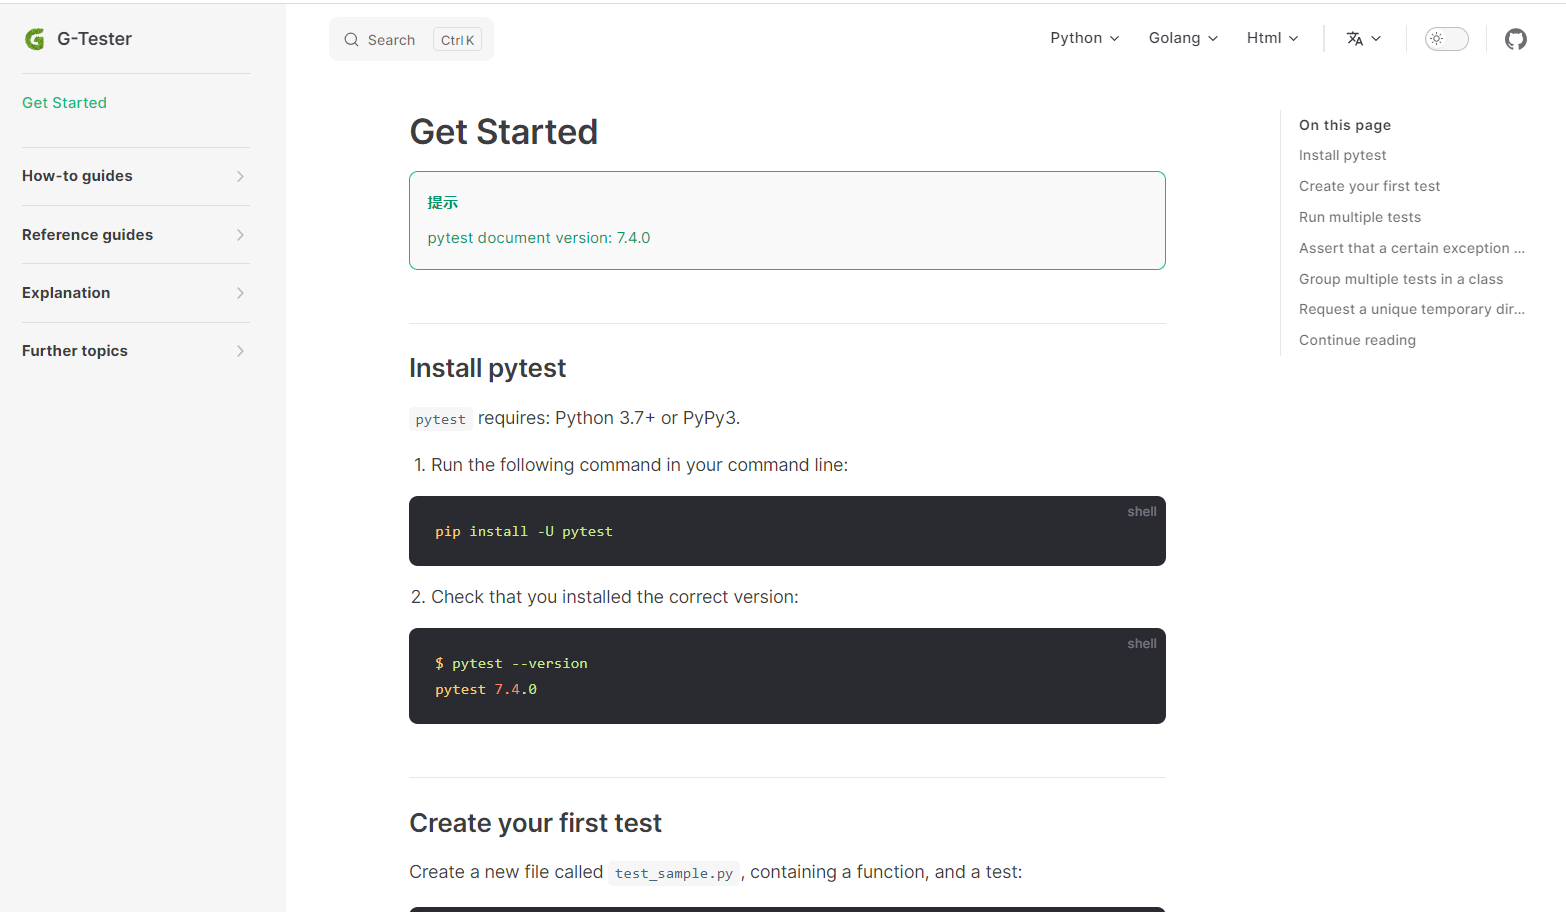 G-Tester
Search Ctrl K
Python Golang Html
Get Started
How-to guides
Reference guides
Explanation
Further topics
Get Started
提示
pytest document version: 7.4.0
Install pytest
pytest requires: Python 3.7+ or PyPy3.
1. Run the following command in your command line:
shell
pip install -U pytest
2. Check that you installed the correct version:
shell
$ pytest --version
pytest 7.4.0
Create your first test
Create a new file called test_sample.py, containing a function, and a test:
On this page
Install pytest
Create your first test
Run multiple tests
Assert that a certain exception ...
Group multiple tests in a class
Request a unique temporary dir...
Continue reading